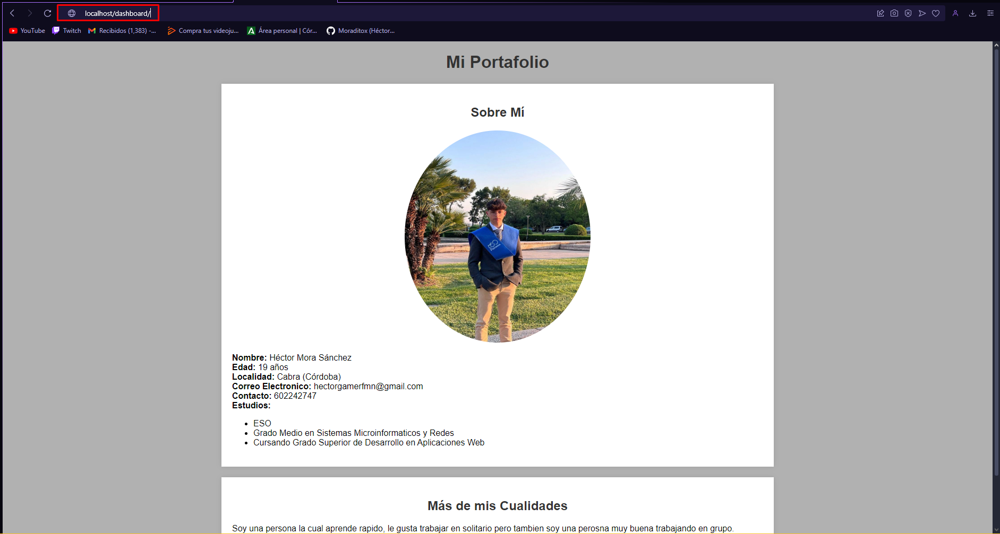 localhost/dashboard/
YouTube Twitch Recibidos (1,383) -... Compra tus videoju... Área personal | Cór... Moraditox (Héctor...
Mi Portafolio
Sobre Mí
Nombre: Héctor Mora Sánchez
Edad: 19 años
Localidad: Cabra (Córdoba)
Correo Electronico: hectorgamerfmn@gmail.com
Contacto: 602242747
Estudios:
ESO
Grado Medio en Sistemas Microinformaticos y Redes
Cursando Grado Superior de Desarrollo en Aplicaciones Web
Más de mis Cualidades
Soy una persona la cual aprende rapido, le gusta trabajar en solitario pero tambien soy una perosna muy buena trabajando en grupo.